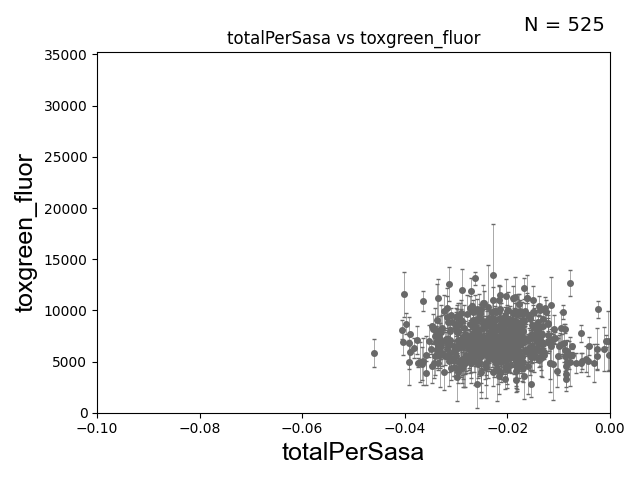 N = 525
totalPerSasa vs toxgreen_fluor
35000
30000
25000
20000
15000
10000
5000
0
toxgreen_fluor
−0.10 −0.08 −0.06 −0.04 −0.02 0.00
totalPerSasa